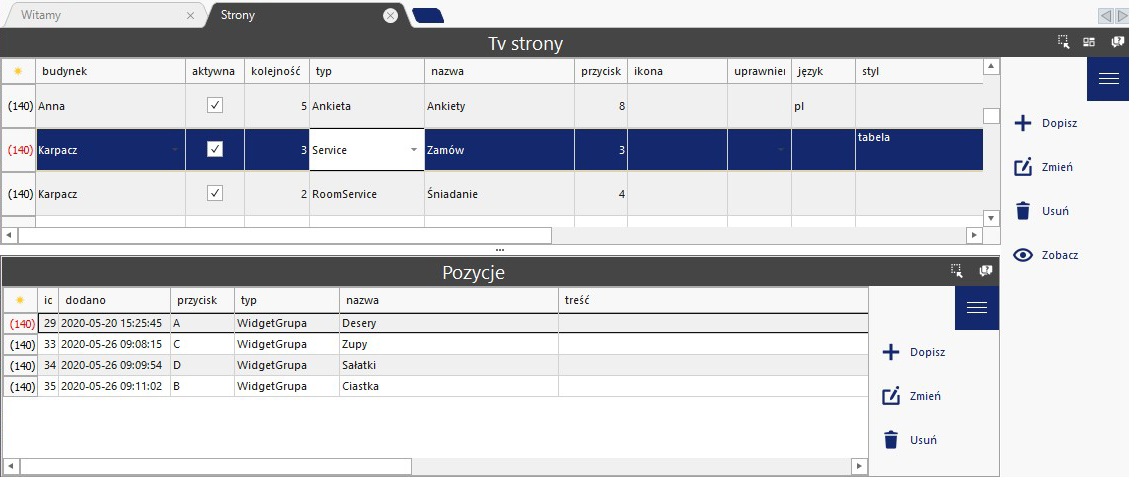 Witamy
Strony
Tv strony
budynek aktywna kolejność typ nazwa przycisk ikona uprawnier język styl
(140) Anna 5 Ankieta Ankiety 8 pl
(140) Karpacz 3 Service Zamów 3 tabela
(140) Karpacz 2 RoomService Śniadanie 4
Dopisz
Zmień
Usuń
Zobacz
Pozycje
ic dodano przycisk typ nazwa treść
(140) 29 2020-05-20 15:25:45 A WidgetGrupa Desery
(140) 33 2020-05-26 09:08:15 C WidgetGrupa Zupy
(140) 34 2020-05-26 09:09:54 D WidgetGrupa Sałatki
(140) 35 2020-05-26 09:11:02 B WidgetGrupa Ciastka
Dopisz
Zmień
Usuń